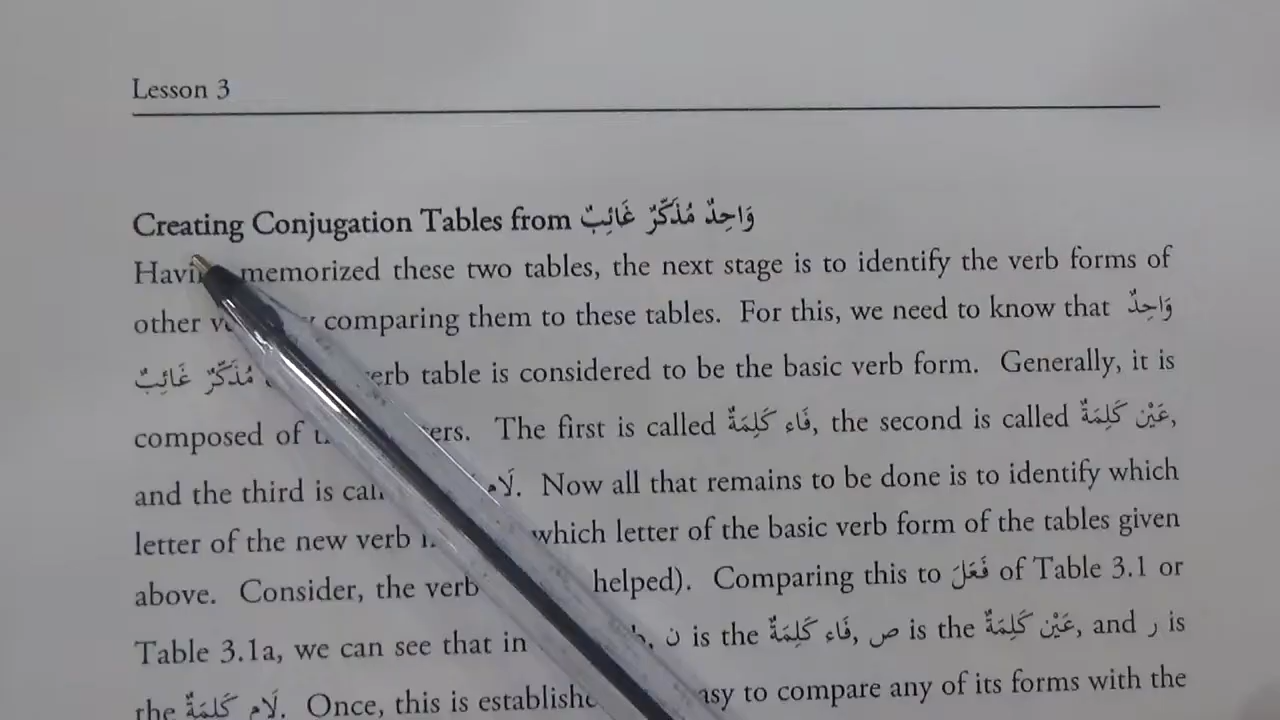 Lesson 3
Creating Conjugation Tables from وَاحِدٌ مُذَكَّرٌ غَائِبٌ
memorized these two tables, the next stage is to identify the verb forms of
other comparing them to these tables. For this, we need to know that وَاحِدٌ
مُذَكَّرٌ غَائِبٌ table is considered to be the basic verb form. Generally, it is
composed of The first is called فَاء كَلِمَةٌ, the second is called عَيْن كَلِمَةٌ,
and the third is Now all that remains to be done is to identify which
letter of the new verb which letter of the basic verb form of the tables given
above. Consider, the verb helped). Comparing this to فَعَلَ of Table 3.1 or
Table 3.1a, we can see that in ن is the فَاء كَلِمَةٌ, ص is the عَيْن كَلِمَةٌ, and ر is
the لَام كَلِمَةٌ. Once, this is to compare any of its forms with the